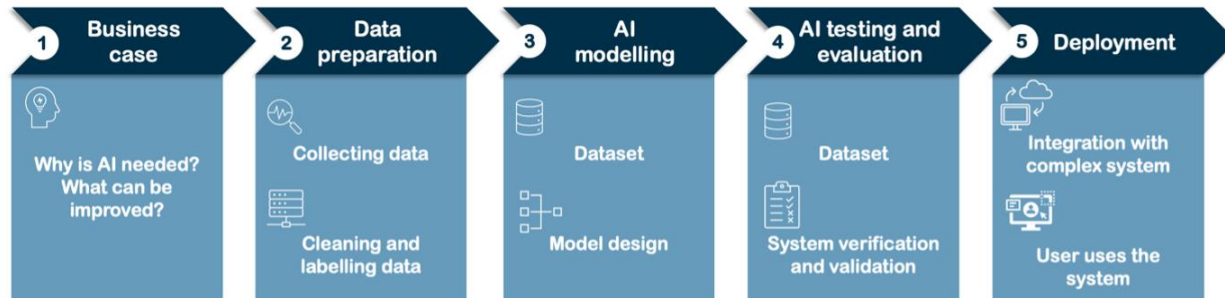 1
Business
case
Why is AI needed?
What can be
improved?
2
Data
preparation
Collecting data
Cleaning and
labelling data
3
AI
modelling
Dataset
Model design
4
AI testing and
evaluation
Dataset
System verification
and validation
5
Deployment
Integration with
complex system
User uses the
system